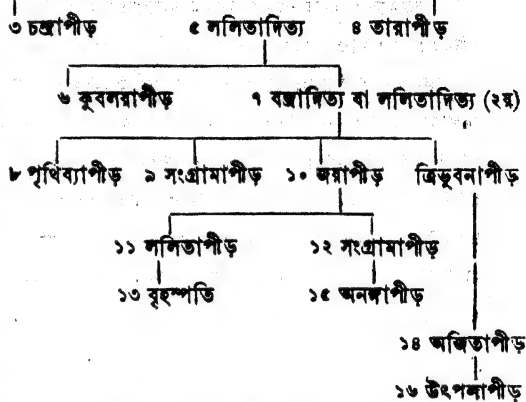 ৩ চন্দ্রাপীড় ৫ ললিতাদিত্য ৪ তারাপীড়
৬ কুবলয়াপীড় ৭ বজ্রাদিত্য বা ললিতাদিত্য (২য়)
৮ পৃথিব্যাপীড় ৯ সংগ্রামাপীড় ১০ জয়াপীড় ত্রিভুবনাপীড়
১১ ললিতাপীড় ১২ সংগ্রামাপীড়
১৩ বৃহস্পতি ১৫ অনঙ্গাপীড়
১৪ অজিতাপীড়
১৬ উৎপলাপীড়